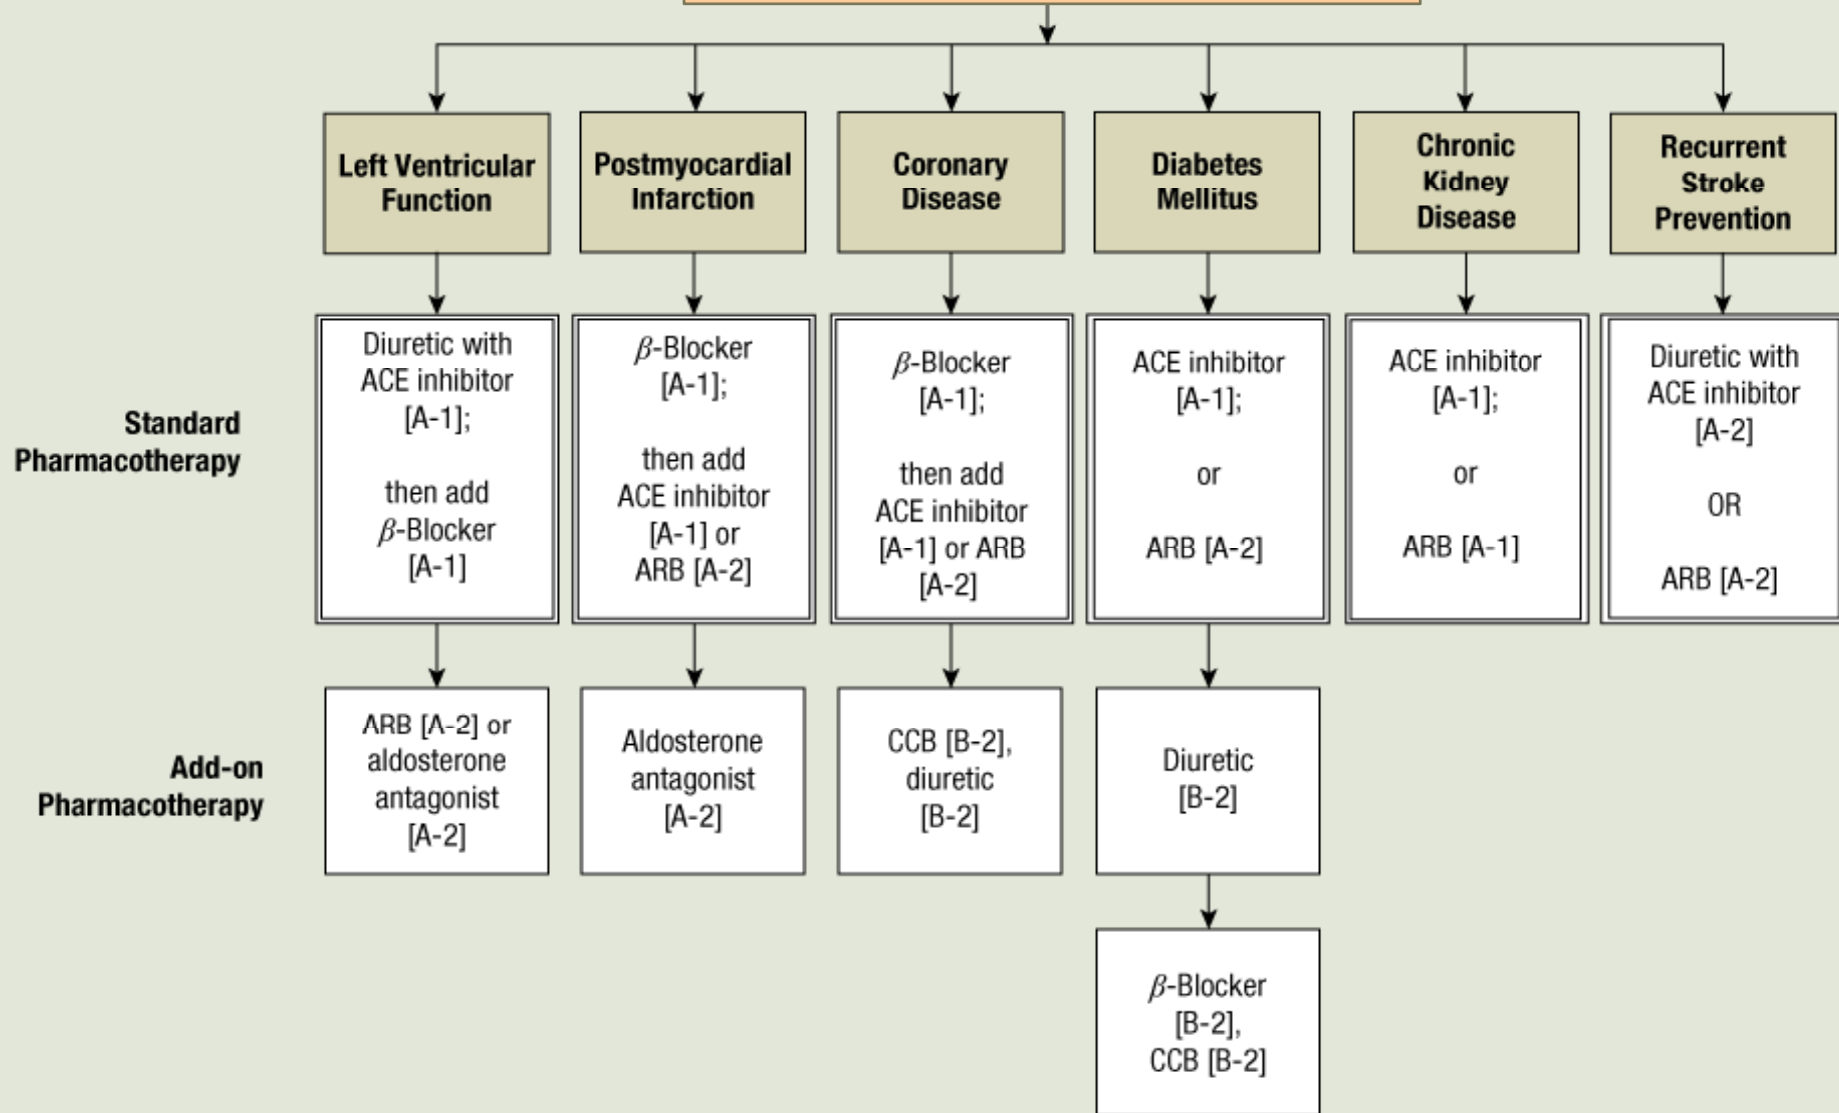 Left Ventricular
Function
Postmyocardial
Infarction
Coronary
Disease
Diabetes
Mellitus
Chronic
Kidney
Disease
Recurrent
Stroke
Prevention
Standard
Pharmacotherapy
Diuretic with
ACE inhibitor
[A-1];
then add
β-Blocker
[A-1]
β-Blocker
[A-1];
then add
ACE inhibitor
[A-1] or
ARB [A-2]
β-Blocker
[A-1];
then add
ACE inhibitor
[A-1] or ARB
[A-2]
ACE inhibitor
[A-1];
or
ARB [A-2]
ACE inhibitor
[A-1];
or
ARB [A-1]
Diuretic with
ACE inhibitor
[A-2]
OR
ARB [A-2]
Add-on
Pharmacotherapy
ARB [A-2] or
aldosterone
antagonist
[A-2]
Aldosterone
antagonist
[A-2]
CCB [B-2],
diuretic
[B-2]
Diuretic
[B-2]
β-Blocker
[B-2],
CCB [B-2]